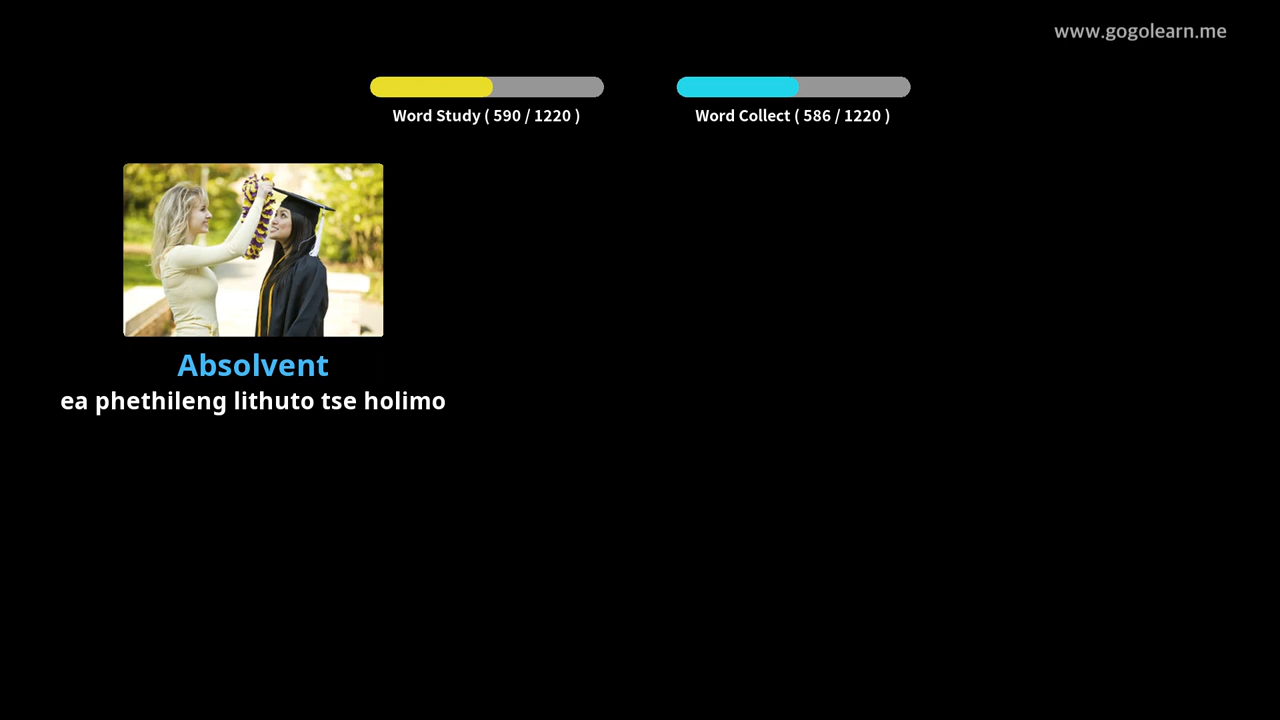 www.gogolearn.me
Word Study ( 590 / 1220 )
Word Collect ( 586 / 1220 )
Absolvent
ea phethileng lithuto tse holimo